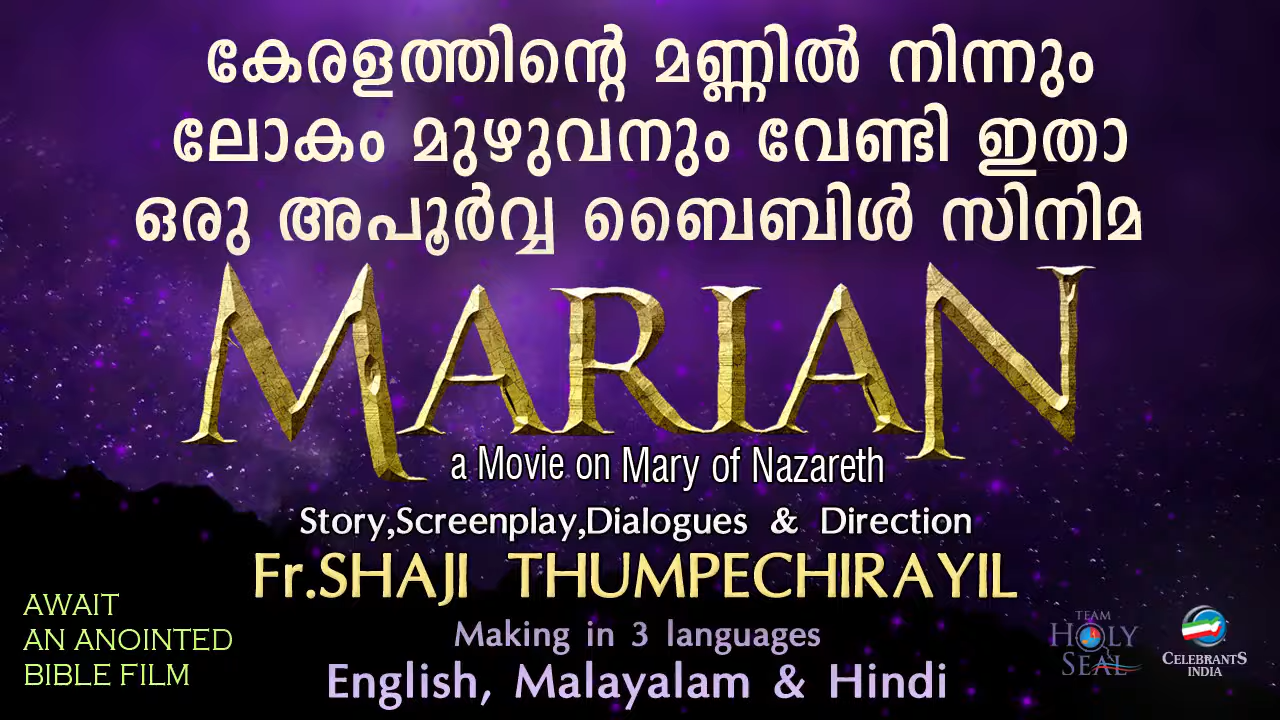 കേരളത്തിന്റെ മണ്ണിൽ നിന്നും
ലോകം മുഴുവനും വേണ്ടി ഇതാ
ഒരു അപൂർവ്വ ബൈബിൾ സിനിമ
MARIAN
a Movie on Mary of Nazareth
Story,Screenplay,Dialogues & Direction
Fr.SHAJI THUMPECHIRAYIL
Making in 3 languages
English, Malayalam & Hindi
AWAIT
AN ANOINTED
BIBLE FILM
TEAM
HOLY
SEAL
CELEBRANTS
INDIA